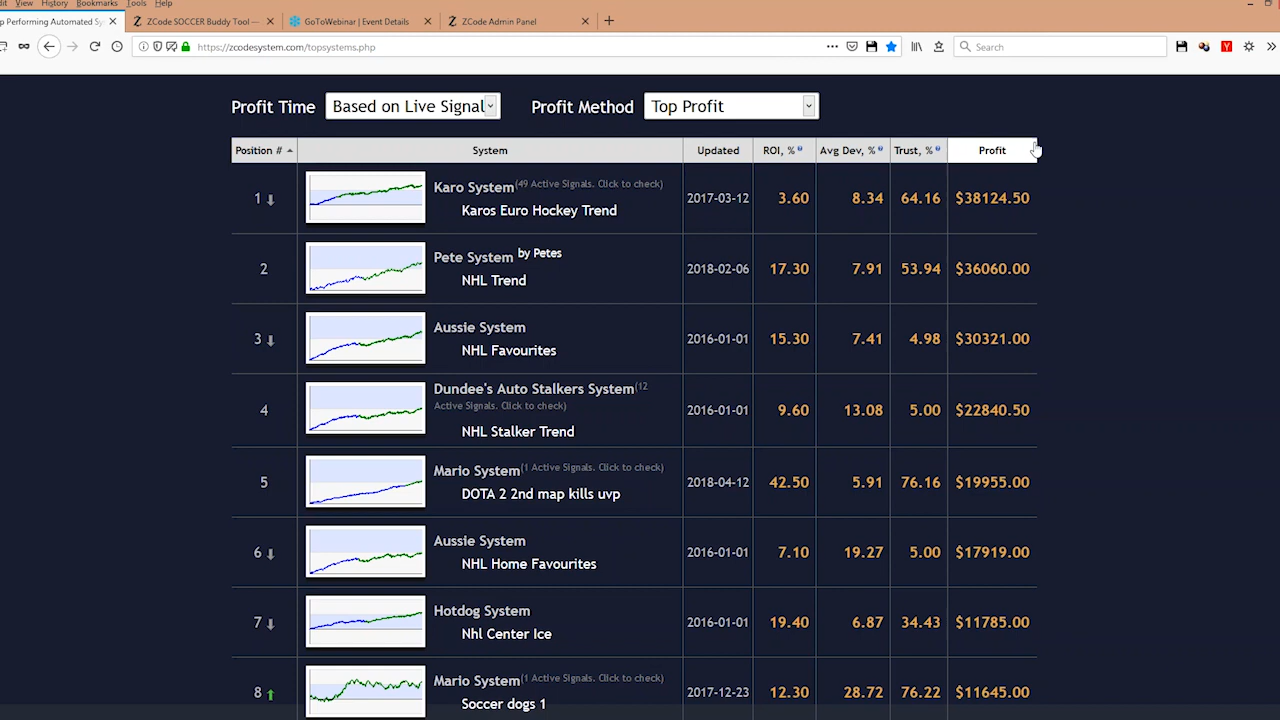 View History Bookmarks Tools Help
p Performing Automated Sy
ZCode SOCCER Buddy Tool —
GoToWebinar | Event Details
ZCode Admin Panel
https://zcodesystem.com/topsystems.php
Search
Profit Time Based on Live Signal Profit Method Top Profit
Position # System Updated ROI, % Avg Dev, % Trust, % Profit
1 Karo System (49 Active Signals. Click to check) 2017-03-12 3.60 8.34 64.16 $38124.50
Karos Euro Hockey Trend
2 Pete System by Petes 2018-02-06 17.30 7.91 53.94 $36060.00
NHL Trend
3 Aussie System 2016-01-01 15.30 7.41 4.98 $30321.00
NHL Favourites
4 Dundee's Auto Stalkers System (12 2016-01-01 9.60 13.08 5.00 $22840.50
Active Signals. Click to check)
NHL Stalker Trend
5 Mario System (1 Active Signals. Click to check) 2018-04-12 42.50 5.91 76.16 $19955.00
DOTA 2 2nd map kills uvp
6 Aussie System 2016-01-01 7.10 19.27 5.00 $17919.00
NHL Home Favourites
7 Hotdog System 2016-01-01 19.40 6.87 34.43 $11785.00
Nhl Center Ice
8 Mario System (1 Active Signals. Click to check) 2017-12-23 12.30 28.72 76.22 $11645.00
Soccer dogs 1